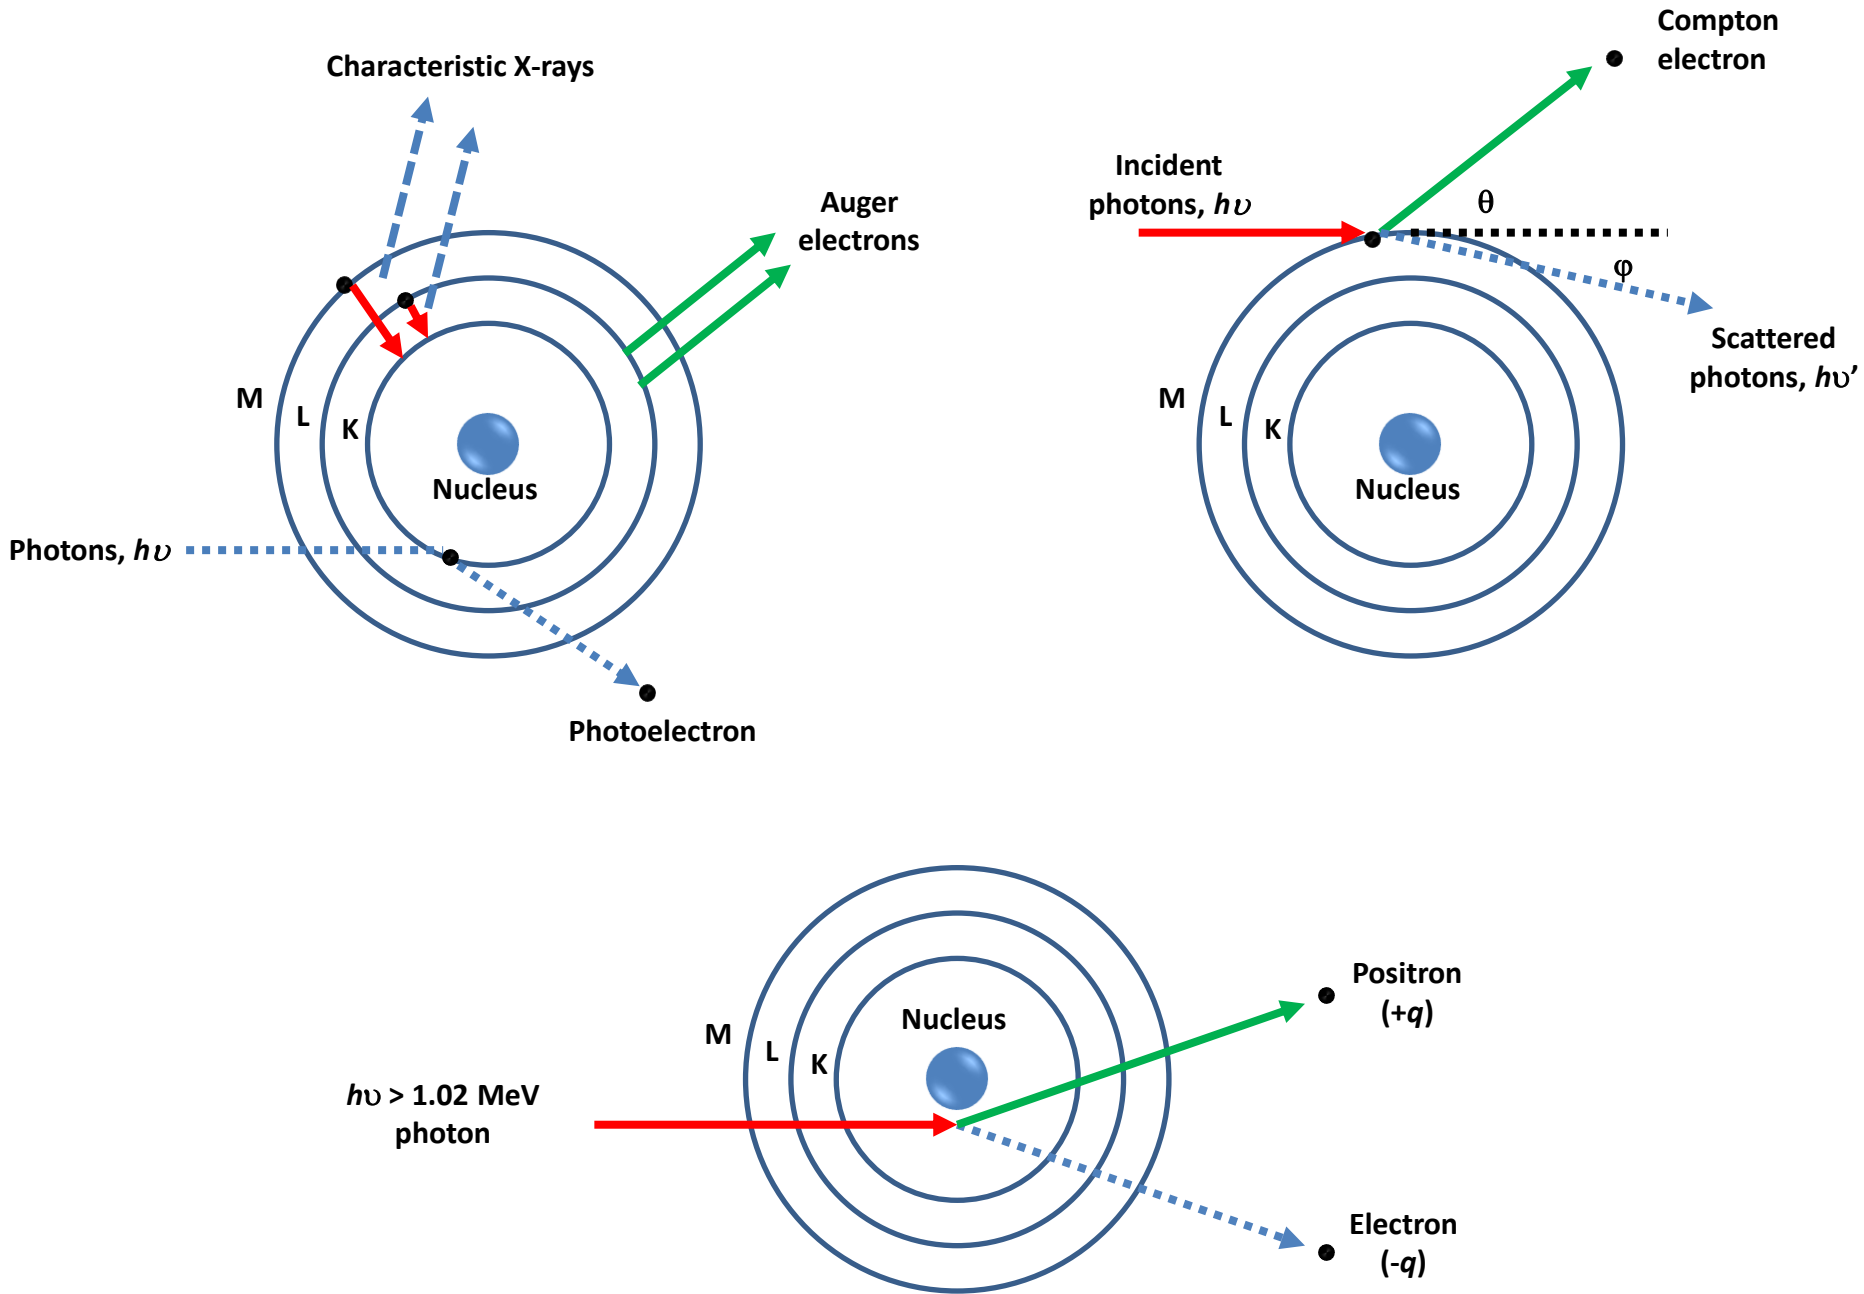 Characteristic X-rays
Auger
electrons
M
L
K
Nucleus
Photons, hυ
Photoelectron
Compton
electron
Incident
photons, hυ
θ
φ
Scattered
photons, hυ’
M
L
K
Nucleus
Nucleus
M
L
K
hυ > 1.02 MeV
photon
Positron
(+q)
Electron
(-q)